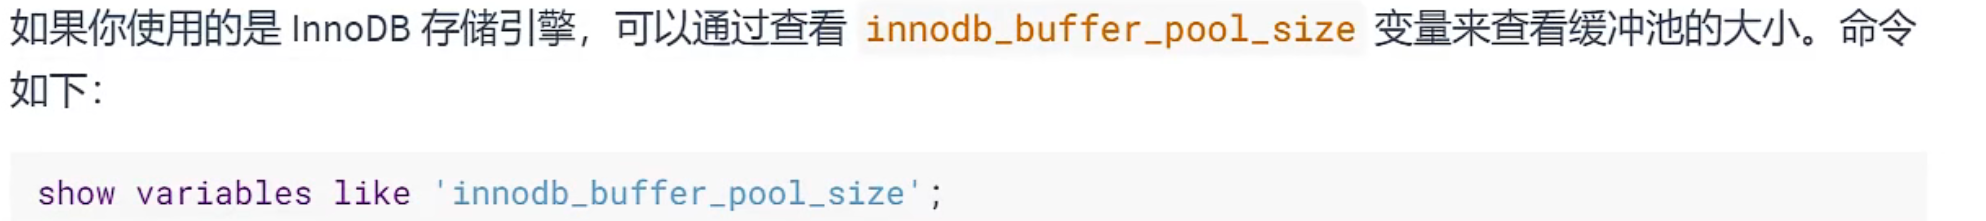 如果你使用的是 InnoDB 存储引擎，可以通过查看 innodb_buffer_pool_size 变量来查看缓冲池的大小。命令
如下：
show variables like 'innodb_buffer_pool_size';